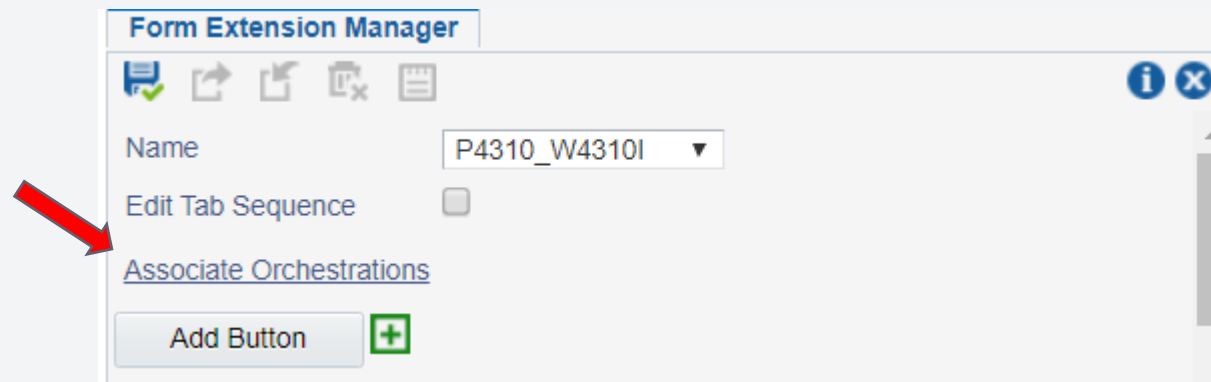 Form Extension Manager
Name P4310_W4310I
Edit Tab Sequence
Associate Orchestrations
Add Button